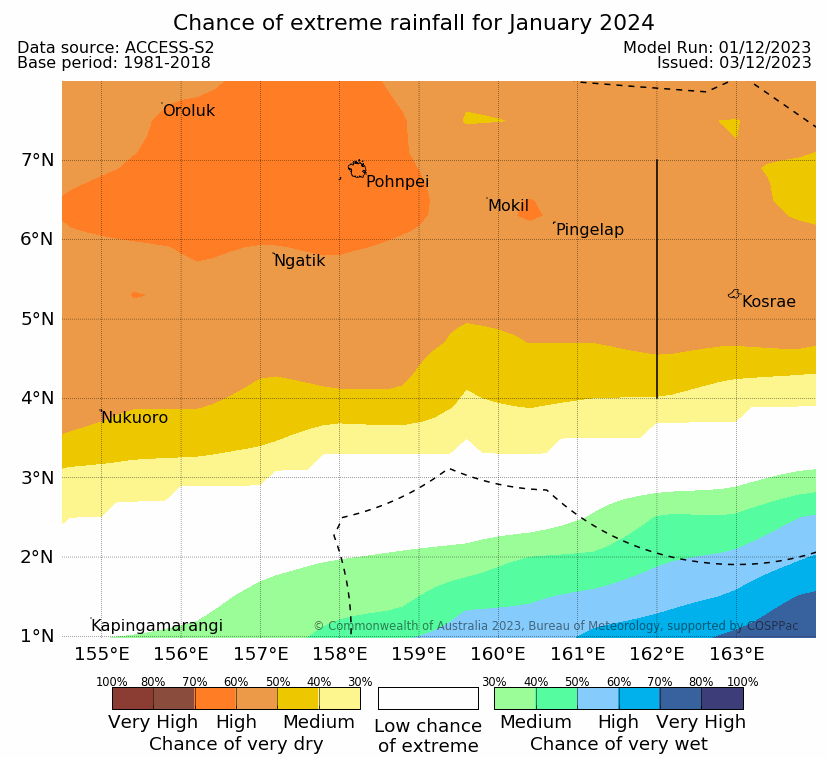 Chance of extreme rainfall for January 2024
Data source: ACCESS-S2 Model Run: 01/12/2023
Base period: 1981-2018 Issued: 03/12/2023
Oroluk
7°N
Pohnpei
Mokil
Pingelap
6°N
Ngatik
Kosrae
5°N
4°N
Nukuoro
3°N
2°N
Kapingamarangi
© Commonwealth of Australia 2023, Bureau of Meteorology, supported by COSPPac
1°N
155°E 156°E 157°E 158°E 159°E 160°E 161°E 162°E 163°E
100% 80% 70% 60% 50% 40% 30% 30% 40% 50% 60% 70% 80% 100%
Very High High Medium Low chance Medium High Very High
Chance of very dry of extreme Chance of very wet